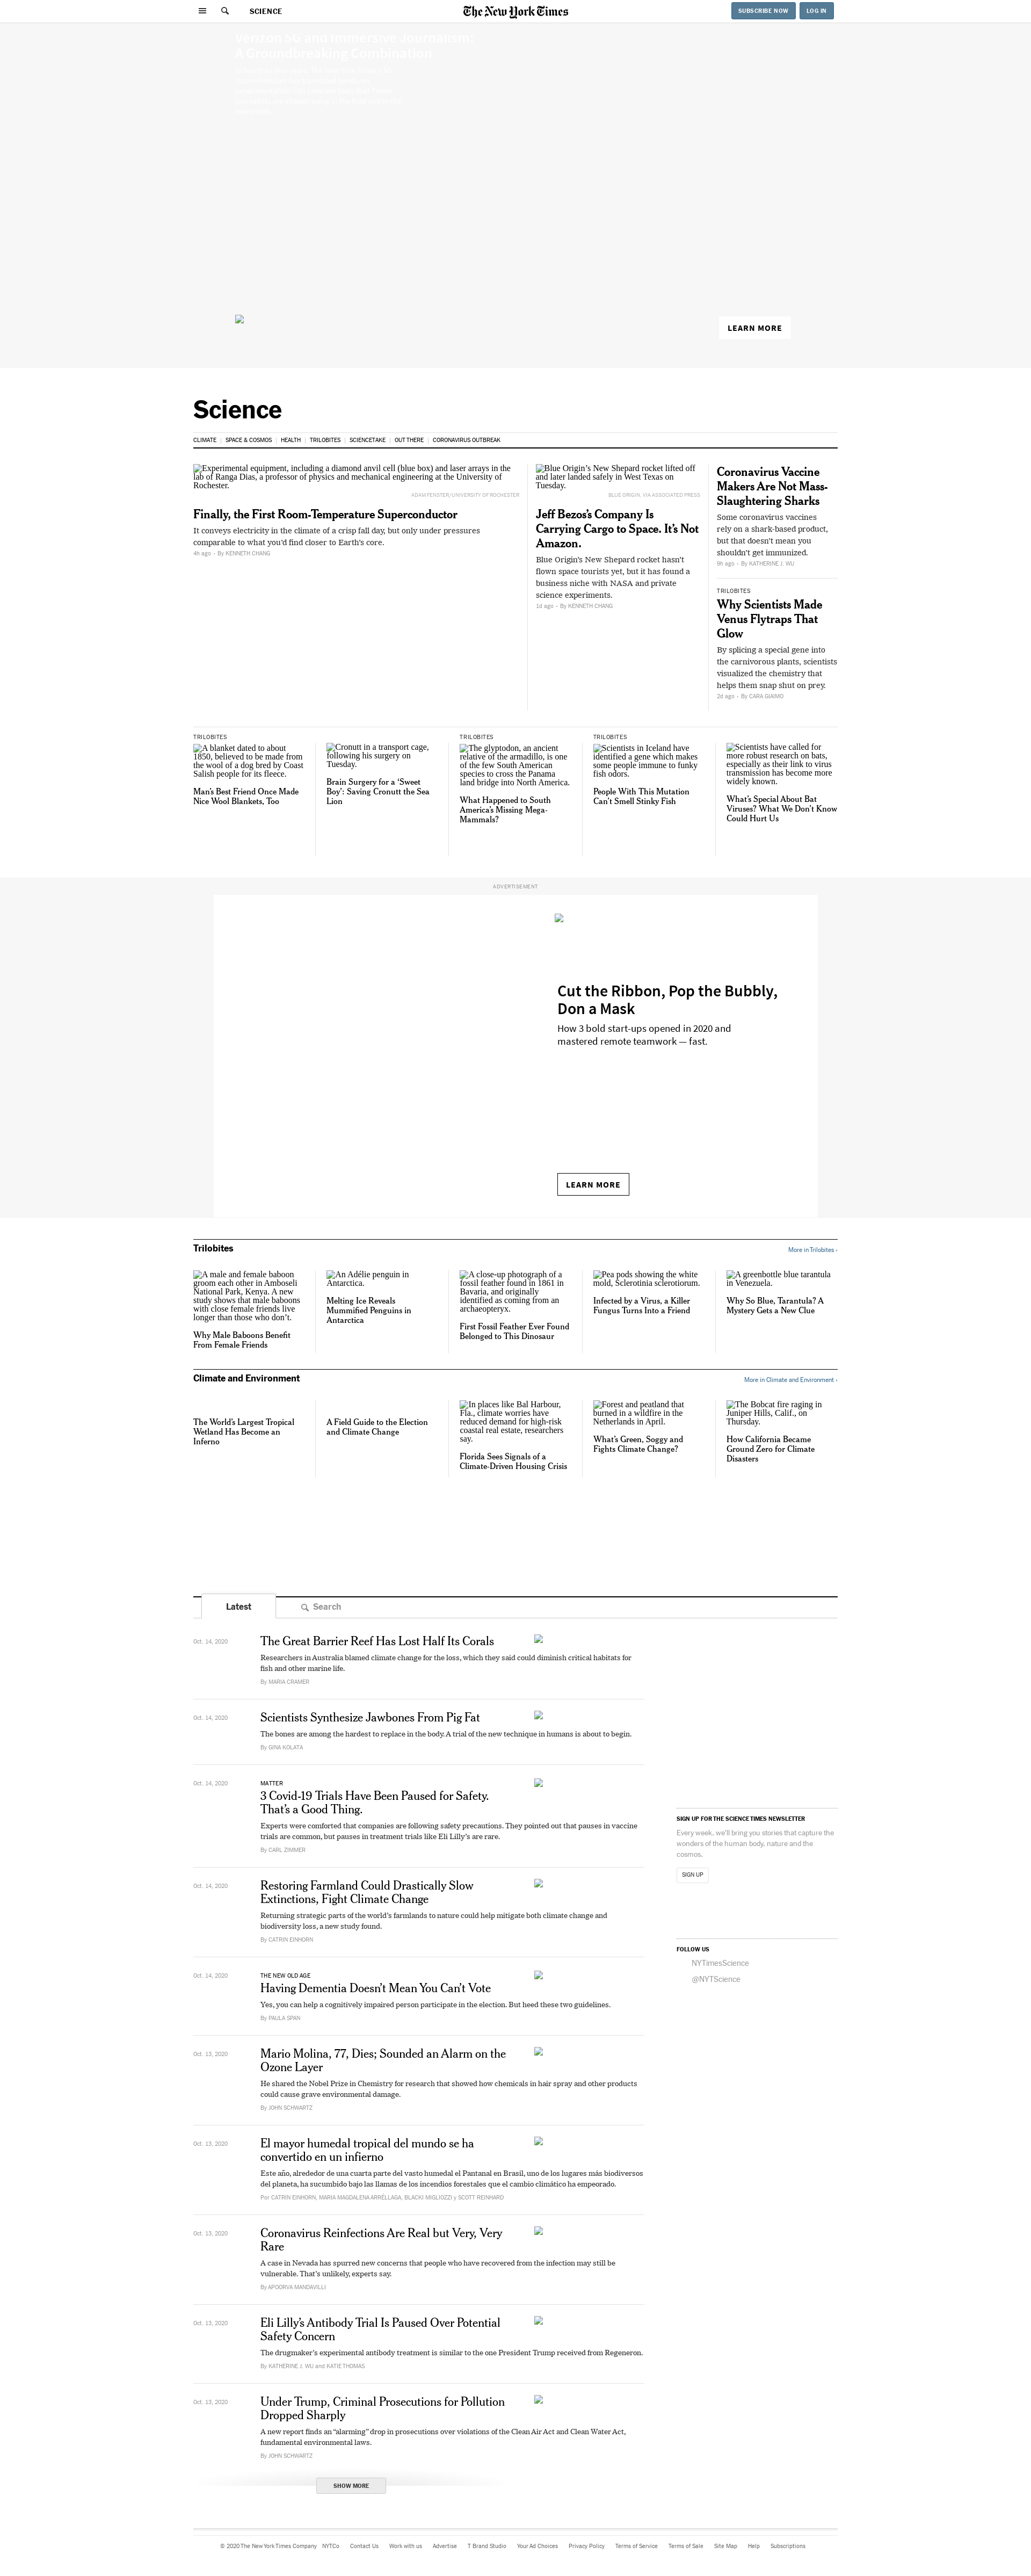 SCIENCE
The New York Times
SUBSCRIBE NOW
LOG IN
Verizon 5G and Immersive Journalism:
A Groundbreaking Combination
LEARN MORE
Science
CLIMATE
SPACE & COSMOS
HEALTH
TRILOBITES
SCIENCETAKE
OUT THERE
CORONAVIRUS OUTBREAK
Experimental equipment, including a diamond anvil cell (blue box) and laser arrays in the
lab of Ranga Dias, a professor of physics and mechanical engineering at the University of
Rochester.
ADAM FENSTER/UNIVERSITY OF ROCHESTER
Finally, the First Room-Temperature Superconductor
It conveys electricity in the climate of a crisp fall day, but only under pressures
comparable to what you'd find closer to Earth's core.
4h ago - By KENNETH CHANG
Blue Origin's New Shepard rocket lifted off
and later landed safely in West Texas on
Tuesday.
BLUE ORIGIN, VIA ASSOCIATED PRESS
Jeff Bezos's Company Is
Carrying Cargo to Space. It's Not
Amazon.
Blue Origin's New Shepard rocket hasn't
flown space tourists yet, but it has found a
business niche with NASA and private
science experiments.
1d ago - By KENNETH CHANG
Coronavirus Vaccine
Makers Are Not Mass-
Slaughtering Sharks
Some coronavirus vaccines
rely on a shark-based product,
but that doesn't mean you
shouldn't get immunized.
9h ago - By KATHERINE J. WU
TRILOBITES
Why Scientists Made
Venus Flytraps That
Glow
By splicing a special gene into
the carnivorous plants, scientists
visualized the chemistry that
helps them snap shut on prey.
2d ago - By CARA GIAIMO
TRILOBITES
A blanket dated to about
1850, believed to be made from
the wool of a dog bred by Coast
Salish people for its fleece.
Man's Best Friend Once Made
Nice Wool Blankets, Too
Cronutt in a transport cage,
following his surgery on
Tuesday.
Brain Surgery for a 'Sweet
Boy': Saving Cronutt the Sea
Lion
TRILOBITES
The glyptodon, an ancient
relative of the armadillo, is one
of the few South American
species to cross the Panama
land bridge into North America.
What Happened to South
America's Missing Mega-
Mammals?
TRILOBITES
Scientists in Iceland have
identified a gene which makes
some people immune to funky
fish odors.
People With This Mutation
Can't Smell Stinky Fish
Scientists have called for
more robust research on bats,
especially as their link to virus
transmission has become more
widely known.
What's Special About Bat
Viruses? What We Don't Know
Could Hurt Us
ADVERTISEMENT
Cut the Ribbon, Pop the Bubbly,
Don a Mask
How 3 bold start-ups opened in 2020 and
mastered remote teamwork — fast.
LEARN MORE
Trilobites
More in Trilobites ›
A male and female baboon
groom each other in Amboseli
National Park, Kenya. A new
study shows that male baboons
with close female friends live
longer than those who don't.
Why Male Baboons Benefit
From Female Friends
An Adélie penguin in
Antarctica.
Melting Ice Reveals
Mummified Penguins in
Antarctica
A close-up photograph of a
fossil feather found in 1861 in
Bavaria, and originally
identified as coming from an
archaeopteryx.
First Fossil Feather Ever Found
Belonged to This Dinosaur
Pea pods showing the white
mold, Sclerotinia sclerotiorum.
Infected by a Virus, a Killer
Fungus Turns Into a Friend
A greenbottle blue tarantula
in Venezuela.
Why So Blue, Tarantula? A
Mystery Gets a New Clue
Climate and Environment
More in Climate and Environment ›
The World's Largest Tropical
Wetland Has Become an
Inferno
A Field Guide to the Election
and Climate Change
In places like Bal Harbour,
Fla., climate worries have
reduced demand for high-risk
coastal real estate, researchers
say.
Florida Sees Signals of a
Climate-Driven Housing Crisis
Forest and peatland that
burned in a wildfire in the
Netherlands in April.
What's Green, Soggy and
Fights Climate Change?
The Bobcat fire raging in
Juniper Hills, Calif., on
Thursday.
How California Became
Ground Zero for Climate
Disasters
Latest
Search
Oct. 14, 2020
The Great Barrier Reef Has Lost Half Its Corals
Researchers in Australia blamed climate change for the loss, which they said could diminish critical habitats for
fish and other marine life.
By MARIA CRAMER
Oct. 14, 2020
Scientists Synthesize Jawbones From Pig Fat
The bones are among the hardest to replace in the body. A trial of the new technique in humans is about to begin.
By GINA KOLATA
Oct. 14, 2020
MATTER
3 Covid-19 Trials Have Been Paused for Safety.
That's a Good Thing.
Experts were comforted that companies are following safety precautions. They pointed out that pauses in vaccine
trials are common, but pauses in treatment trials like Eli Lilly's are rare.
By CARL ZIMMER
Oct. 14, 2020
Restoring Farmland Could Drastically Slow
Extinctions, Fight Climate Change
Returning strategic parts of the world's farmlands to nature could help mitigate both climate change and
biodiversity loss, a new study found.
By CATRIN EINHORN
Oct. 14, 2020
THE NEW OLD AGE
Having Dementia Doesn't Mean You Can't Vote
Yes, you can help a cognitively impaired person participate in the election. But heed these two guidelines.
By PAULA SPAN
Oct. 13, 2020
Mario Molina, 77, Dies; Sounded an Alarm on the
Ozone Layer
He shared the Nobel Prize in Chemistry for research that showed how chemicals in hair spray and other products
could cause grave environmental damage.
By JOHN SCHWARTZ
Oct. 13, 2020
El mayor humedal tropical del mundo se ha
convertido en un infierno
Este año, alrededor de una cuarta parte del vasto humedal el Pantanal en Brasil, uno de los lugares más biodiversos
del planeta, ha sucumbido bajo las llamas de los incendios forestales que el cambio climático ha empeorado.
Por CATRIN EINHORN, MARIA MAGDALENA ARRÉLLAGA, BLACKI MIGLIOZZI y SCOTT REINHARD
Oct. 13, 2020
Coronavirus Reinfections Are Real but Very, Very
Rare
A case in Nevada has spurred new concerns that people who have recovered from the infection may still be
vulnerable. That's unlikely, experts say.
By APOORVA MANDAVILLI
Oct. 13, 2020
Eli Lilly's Antibody Trial Is Paused Over Potential
Safety Concern
The drugmaker's experimental antibody treatment is similar to the one President Trump received from Regeneron.
By KATHERINE J. WU and KATIE THOMAS
Oct. 13, 2020
Under Trump, Criminal Prosecutions for Pollution
Dropped Sharply
A new report finds an "alarming" drop in prosecutions over violations of the Clean Air Act and Clean Water Act,
fundamental environmental laws.
By JOHN SCHWARTZ
SHOW MORE
SIGN UP FOR THE SCIENCE TIMES NEWSLETTER
Every week, we'll bring you stories that capture the
wonders of the human body, nature and the
cosmos.
SIGN UP
FOLLOW US
NYTimesScience
@NYTScience
© 2020 The New York Times Company
NYTCo
Contact Us
Work with us
Advertise
T Brand Studio
Your Ad Choices
Privacy Policy
Terms of Service
Terms of Sale
Site Map
Help
Subscriptions